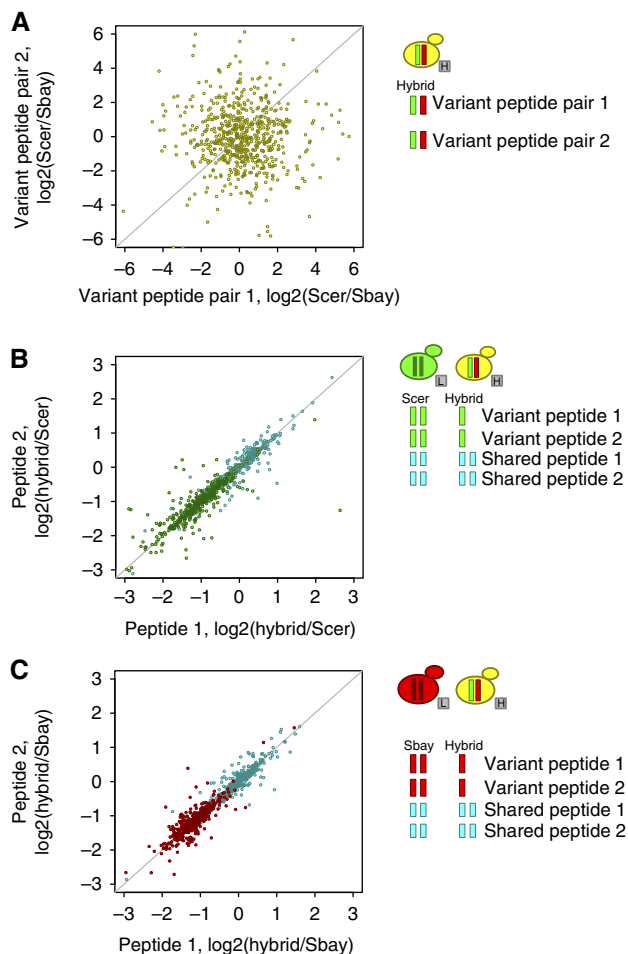 A
Variant peptide pair 2,
log2(Scer/Sbay)
6
4
2
0
−2
−4
−6
−6 −4 −2 0 2 4 6
Variant peptide pair 1, log2(Scer/Sbay)
H
Hybrid
Variant peptide pair 1
Variant peptide pair 2
B
Peptide 2,
log2(hybrid/Scer)
3
2
1
0
−1
−2
−3
−3 −2 −1 0 1 2 3
Peptide 1, log2(hybrid/Scer)
L H
Scer Hybrid
Variant peptide 1
Variant peptide 2
Shared peptide 1
Shared peptide 2
C
Peptide 2,
log2(hybrid/Sbay)
3
2
1
0
−1
−2
−3
−3 −2 −1 0 1 2 3
Peptide 1, log2(hybrid/Sbay)
L H
Sbay Hybrid
Variant peptide 1
Variant peptide 2
Shared peptide 1
Shared peptide 2